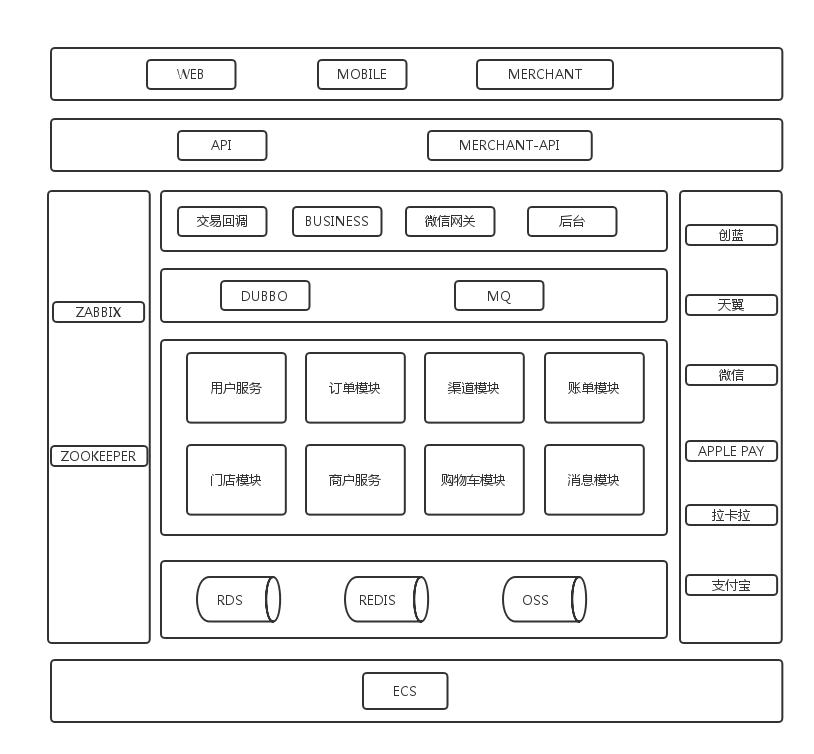 WEB
MOBILE
MERCHANT
API
MERCHANT-API
ZABBIX
ZOOKEEPER
交易回调
BUSINESS
微信网关
后台
DUBBO
MQ
用户服务
订单模块
渠道模块
账单模块
门店模块
商户服务
购物车模块
消息模块
RDS
REDIS
OSS
创蓝
天翼
微信
APPLE PAY
拉卡拉
支付宝
ECS